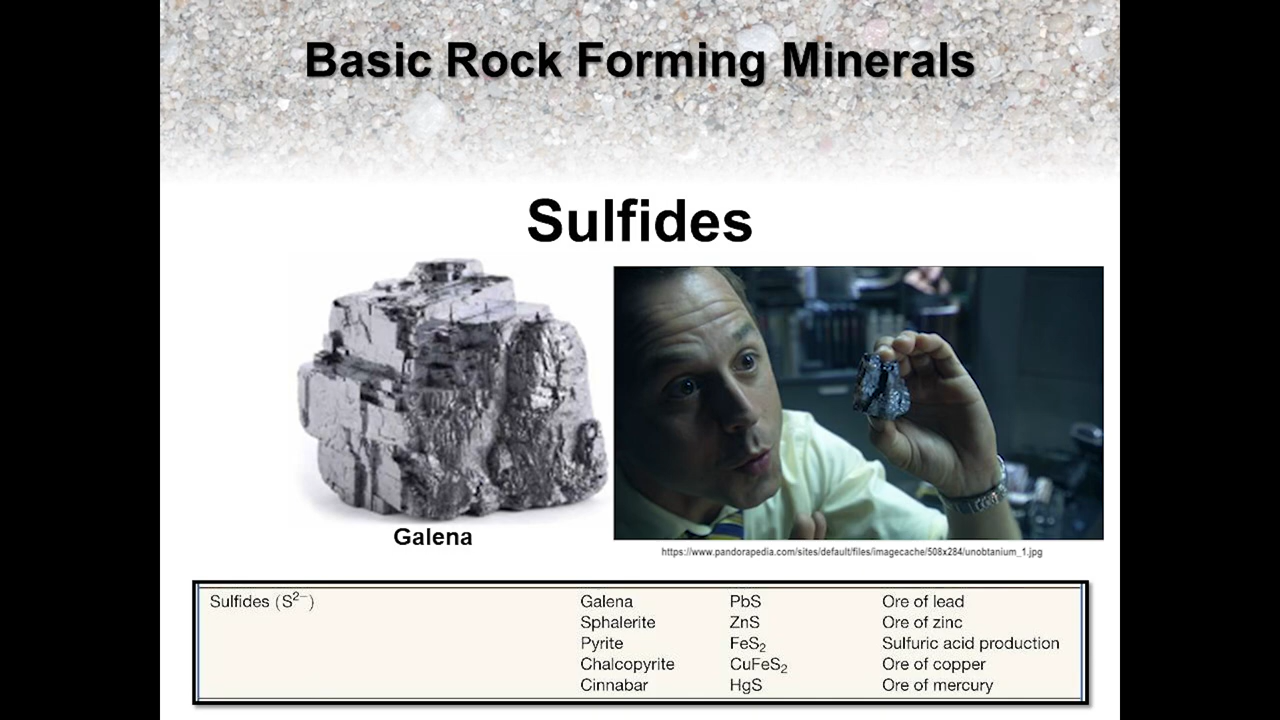 Basic Rock Forming Minerals
Sulfides
Galena
https://www.pandorapedia.com/sites/default/files/imagecache/508x284/unobtanium_1.jpg
Sulfides (S²⁻) Galena PbS Ore of lead
Sphalerite ZnS Ore of zinc
Pyrite FeS₂ Sulfuric acid production
Chalcopyrite CuFeS₂ Ore of copper
Cinnabar HgS Ore of mercury